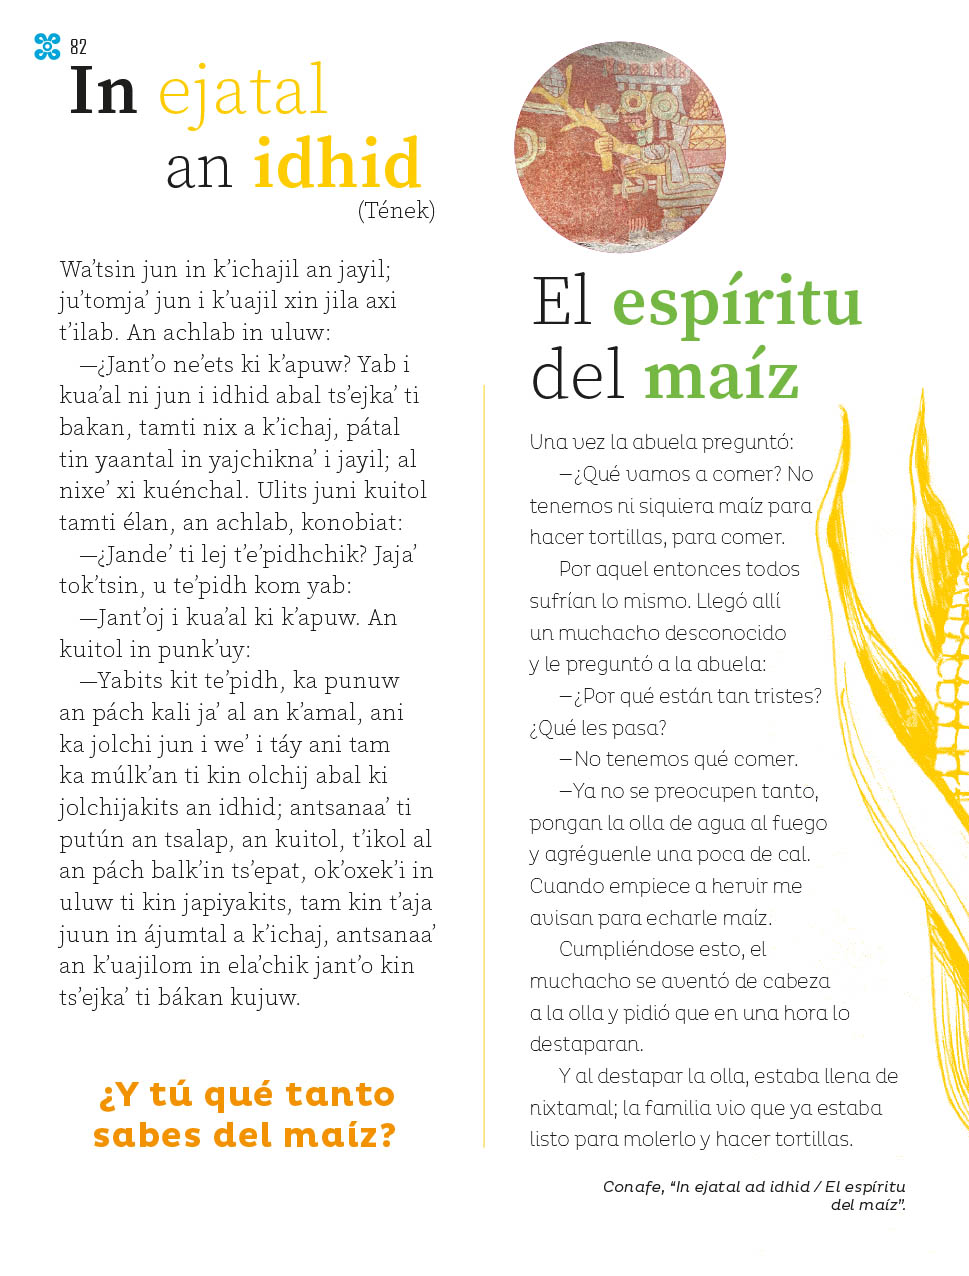 82
In ejatal
an idhid
(Tének)
Wa’tsin jun in k’ichajil an jayil;
ju’tomja’ jun i k’uajil xin jila axi
t’ilab. An achlab in uluw:
—¿Jant’o ne’ets ki k’apuw? Yab i
kua’al ni jun i idhid abal ts’ejka’ ti
bakan, tamti nix a k’ichaj, pátal
tin yaantal in yajchikna’ i jayil; al
nixe’ xi kuénchal. Ulits juni kuitol
tamti élan, an achlab, konobiat:
—¿Jande’ ti lej t’e’pidhchik? Jaja’
tok’tsin, u te’pidh kom yab:
—Jant’oj i kua’al ki k’apuw. An
kuitol in punk’uy:
—Yabits kit te’pidh, ka punuw
an pách kali ja’ al an k’amal, ani
ka jolchi jun i we’ i táy ani tam
ka múlk’an ti kin olchij abal ki
jolchijakits an idhid; antsanaa’ ti
putún an tsalap, an kuitol, t’ikol al
an pách balk’in ts’epat, ok’oxek’i in
uluw ti kin japiyakits, tam kin t’aja
juun in ájumtal a k’ichaj, antsanaa’
an k’uajilom in ela’chik jant’o kin
ts’ejka’ ti bákan kujuw.
¿Y tú qué tanto
sabes del maíz?
El espíritu
del maíz
Una vez la abuela preguntó:
—¿Qué vamos a comer? No
tenemos ni siquiera maíz para
hacer tortillas, para comer.
Por aquel entonces todos
sufrían lo mismo. Llegó allí
un muchacho desconocido
y le preguntó a la abuela:
—¿Por qué están tan tristes?
¿Qué les pasa?
—No tenemos qué comer.
—Ya no se preocupen tanto,
pongan la olla de agua al fuego
y agréguenle una poca de cal.
Cuando empiece a hervir me
avisan para echarle maíz.
Cumpliéndose esto, el
muchacho se aventó de cabeza
a la olla y pidió que en una hora lo
destaparan.
Y al destapar la olla, estaba llena de
nixtamal; la familia vio que ya estaba
listo para molerlo y hacer tortillas.
Conafe, “In ejatal ad idhid / El espíritu
del maíz”.